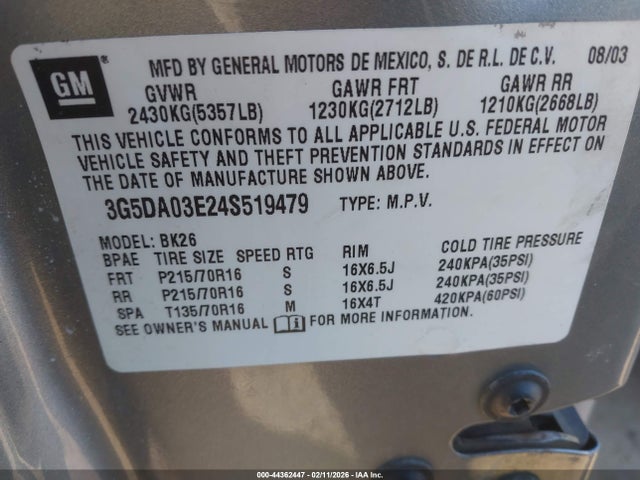 GM
MFD BY GENERAL MOTORS DE MEXICO, S. DE R.L. DE C.V. 08/03
GVWR GAWR FRT GAWR RR
2430KG(5357LB) 1230KG(2712LB) 1210KG(2668LB)
THIS VEHICLE CONFORMS TO ALL APPLICABLE U.S. FEDERAL MOTOR
VEHICLE SAFETY AND THEFT PREVENTION STANDARDS IN EFFECT ON
THE DATE OF MANUFACTURE SHOWN ABOVE.
3G5DA03E24S519479 TYPE: M.P.V.
MODEL: BK26
BPAE TIRE SIZE SPEED RTG RIM COLD TIRE PRESSURE
FRT P215/70R16 S 16X6.5J 240KPA(35PSI)
RR P215/70R16 S 16X6.5J 240KPA(35PSI)
SPA T135/70R16 M 16X4T 420KPA(60PSI)
SEE OWNER'S MANUAL FOR MORE INFORMATION.
000-44362447 - 02/11/2026 - IAA Inc.